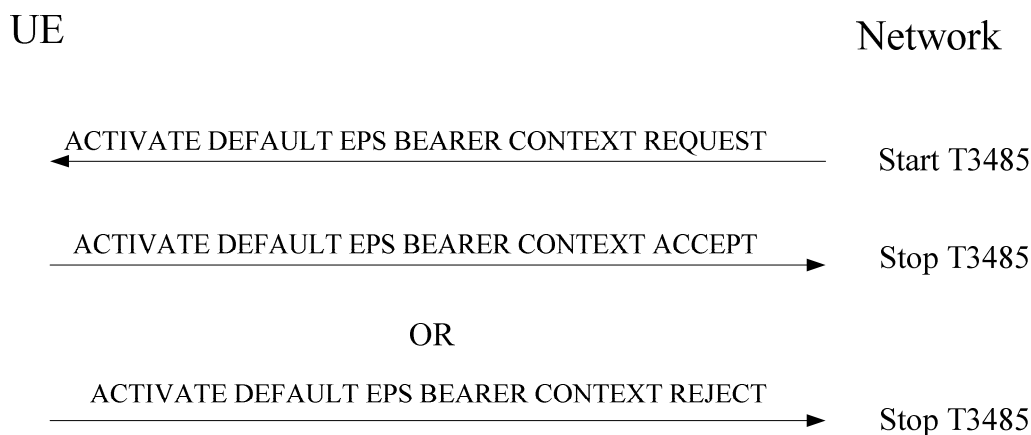 UE
Network
ACTIVATE DEFAULT EPS BEARER CONTEXT REQUEST
Start T3485
ACTIVATE DEFAULT EPS BEARER CONTEXT ACCEPT
Stop T3485
OR
ACTIVATE DEFAULT EPS BEARER CONTEXT REJECT
Stop T3485